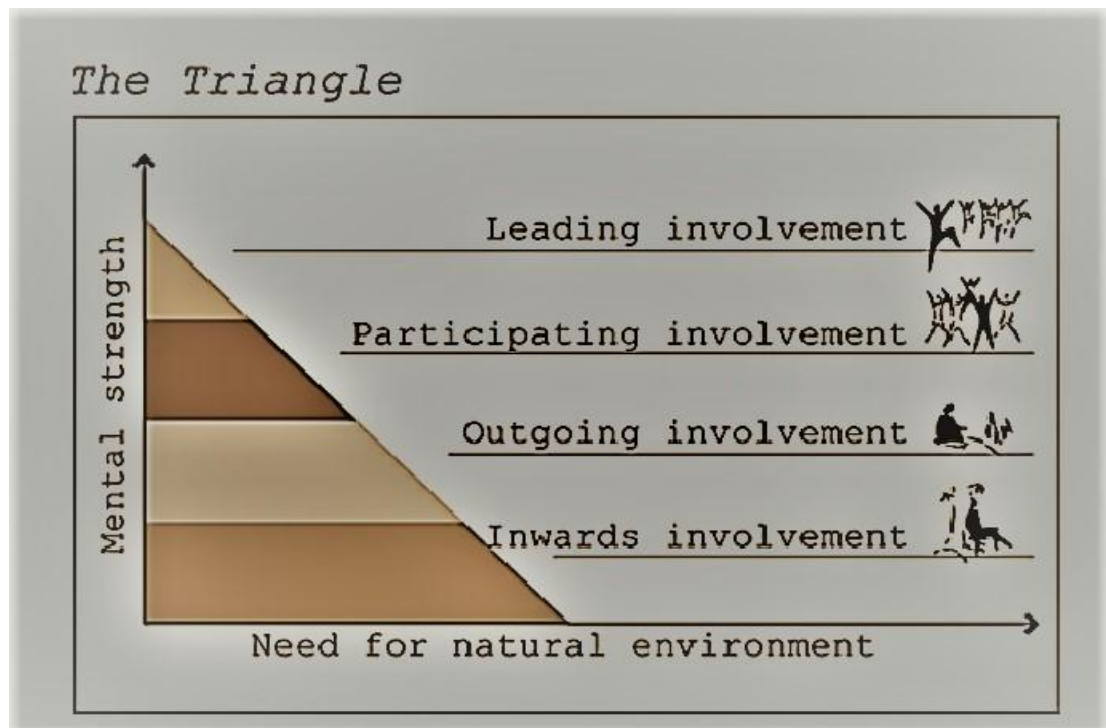 The Triangle
Mental strength
Leading involvement
Participating involvement
Outgoing involvement
Inwards involvement
Need for natural environment